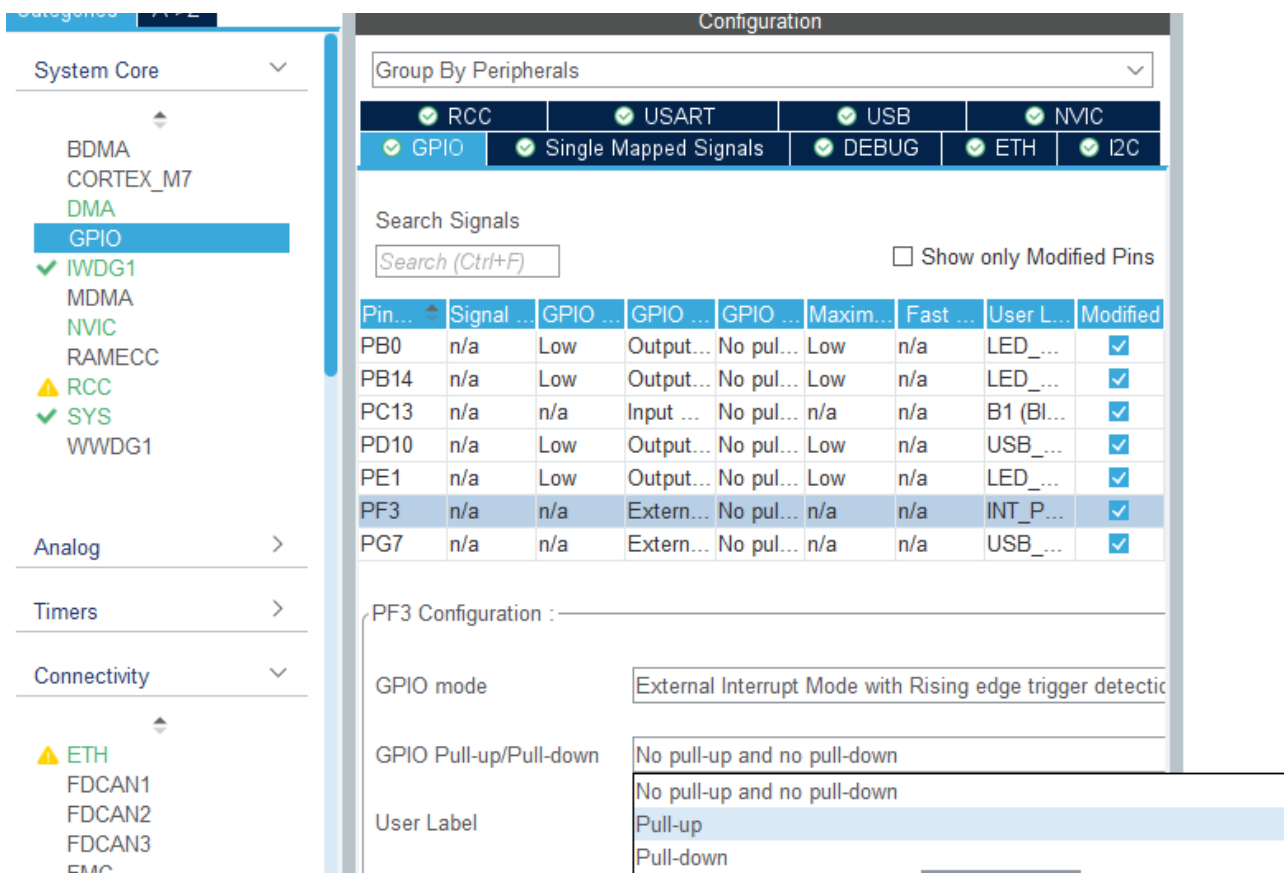 Categories A->Z
System Core
BDMA
CORTEX_M7
DMA
GPIO
IWDG1
MDMA
NVIC
RAMECC
RCC
SYS
WWDG1
Analog
Timers
Connectivity
ETH
FDCAN1
FDCAN2
FDCAN3
FMC
Configuration
Group By Peripherals
RCC USART USB NVIC
GPIO Single Mapped Signals DEBUG ETH I2C
Search Signals
Search (Ctrl+F) Show only Modified Pins
Pin... Signal ... GPIO ... GPIO ... GPIO ... Maxim... Fast ... User L... Modified
PB0 n/a Low Output... No pul... Low n/a LED_...
PB14 n/a Low Output... No pul... Low n/a LED_...
PC13 n/a n/a Input ... No pul... n/a n/a B1 (Bl...
PD10 n/a Low Output... No pul... Low n/a USB_...
PE1 n/a Low Output... No pul... Low n/a LED_...
PF3 n/a n/a Extern... No pul... n/a n/a INT_P...
PG7 n/a n/a Extern... No pul... n/a n/a USB_...
PF3 Configuration :
GPIO mode External Interrupt Mode with Rising edge trigger detectio
GPIO Pull-up/Pull-down No pull-up and no pull-down
No pull-up and no pull-down
User Label Pull-up
Pull-down